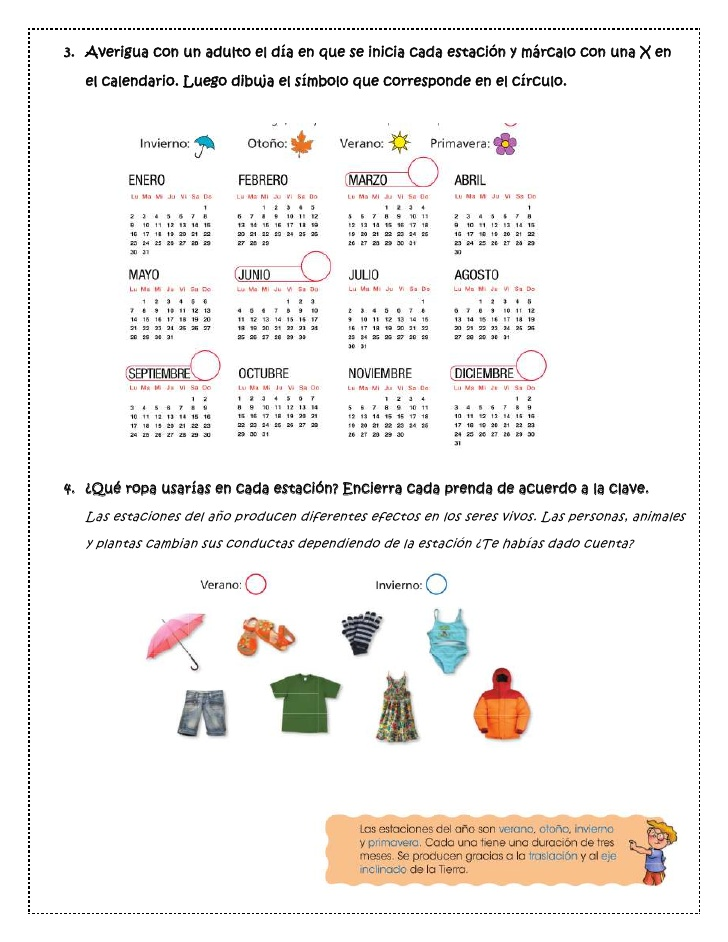 3. Averigua con un adulto el día en que se inicia cada estación y márcalo con una X en
el calendario. Luego dibuja el símbolo que corresponde en el círculo.
Invierno: Otoño: Verano: Primavera:
ENERO
Lu Ma Mi Ju Vi Sa Do
1
2 3 4 5 6 7 8
9 10 11 12 13 14 15
16 17 18 19 20 21 22
23 24 25 26 27 28 29
30 31
FEBRERO
Lu Ma Mi Ju Vi Sa Do
1 2 3 4 5
6 7 8 9 10 11 12
13 14 15 16 17 18 19
20 21 22 23 24 25 26
27 28 29
MARZO
Lu Ma Mi Ju Vi Sa Do
1 2 3 4
5 6 7 8 9 10 11
12 13 14 15 16 17 18
19 20 21 22 23 24 25
26 27 28 29 30 31
ABRIL
Lu Ma Mi Ju Vi Sa Do
1
2 3 4 5 6 7 8
9 10 11 12 13 14 15
16 17 18 19 20 21 22
23 24 25 26 27 28 29
30
MAYO
Lu Ma Mi Ju Vi Sa Do
1 2 3 4 5 6
7 8 9 10 11 12 13
14 15 16 17 18 19 20
21 22 23 24 25 26 27
28 29 30 31
JUNIO
Lu Ma Mi Ju Vi Sa Do
1 2 3
4 5 6 7 8 9 10
11 12 13 14 15 16 17
18 19 20 21 22 23 24
25 26 27 28 29 30
JULIO
Lu Ma Mi Ju Vi Sa Do
1
2 3 4 5 6 7 8
9 10 11 12 13 14 15
16 17 18 19 20 21 22
23 24 25 26 27 28 29
30 31
AGOSTO
Lu Ma Mi Ju Vi Sa Do
1 2 3 4 5
6 7 8 9 10 11 12
13 14 15 16 17 18 19
20 21 22 23 24 25 26
27 28 29 30 31
SEPTIEMBRE
Lu Ma Mi Ju Vi Sa Do
1 2
3 4 5 6 7 8 9
10 11 12 13 14 15 16
17 18 19 20 21 22 23
24 25 26 27 28 29 30
OCTUBRE
Lu Ma Mi Ju Vi Sa Do
1 2 3 4 5 6 7
8 9 10 11 12 13 14
15 16 17 18 19 20 21
22 23 24 25 26 27 28
29 30 31
NOVIEMBRE
Lu Ma Mi Ju Vi Sa Do
1 2 3 4
5 6 7 8 9 10 11
12 13 14 15 16 17 18
19 20 21 22 23 24 25
26 27 28 29 30
DICIEMBRE
Lu Ma Mi Ju Vi Sa Do
1 2
3 4 5 6 7 8 9
10 11 12 13 14 15 16
17 18 19 20 21 22 23
24 25 26 27 28 29 30
31
4. ¿Qué ropa usarías en cada estación? Encierra cada prenda de acuerdo a la clave.
Las estaciones del año producen diferentes efectos en los seres vivos. Las personas, animales
y plantas cambian sus conductas dependiendo de la estación ¿Te habías dado cuenta?
Verano: Invierno:
Las estaciones del año son verano, otoño, invierno
y primavera. Cada una tiene una duración de tres
meses. Se producen gracias a la traslación y al eje
inclinado de la Tierra.